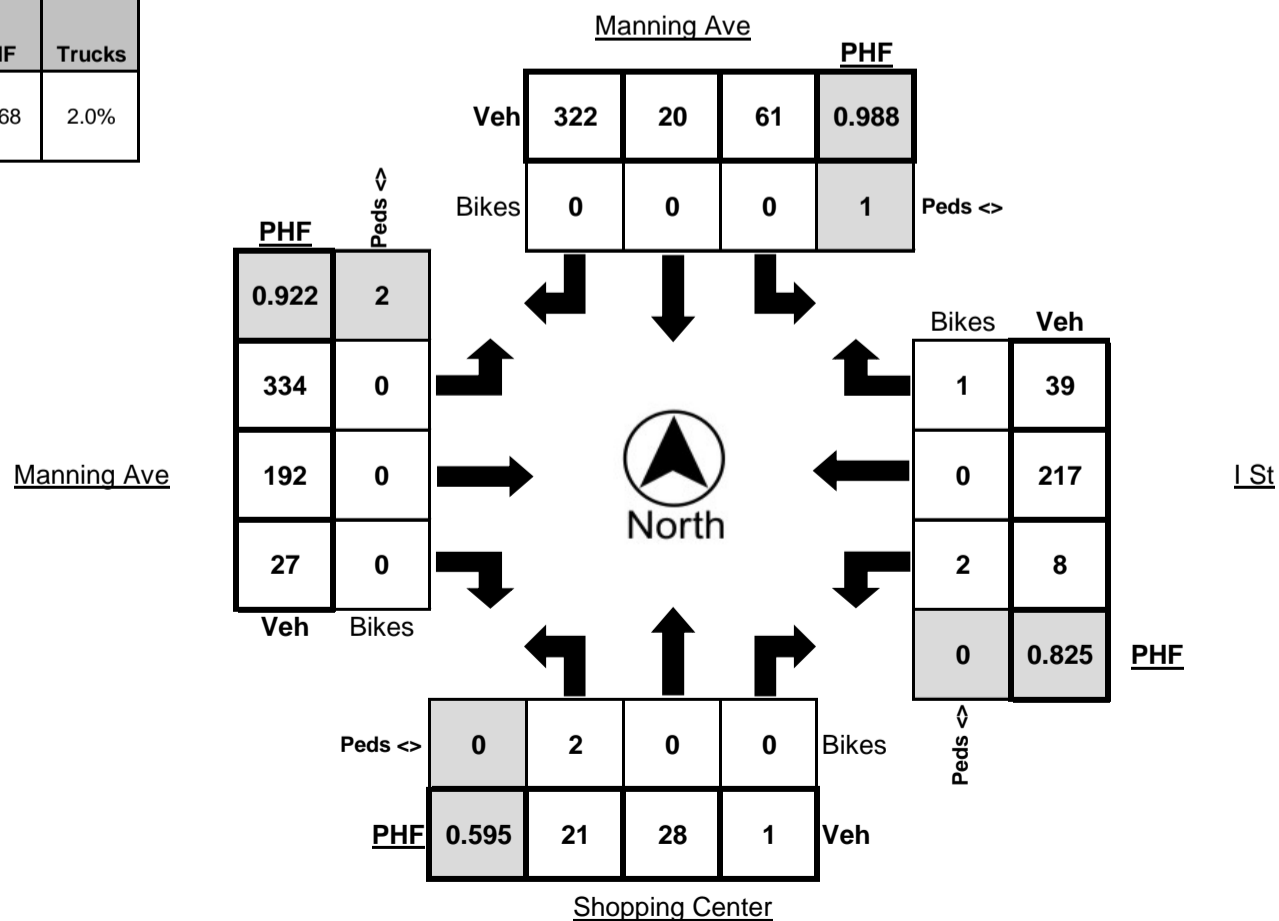 Trucks
2.0%
Manning Ave
PHF
Veh 322 20 61 0.988
Bikes 0 0 0 1 Peds <>
PHF Peds <>
0.922 2
334 0
192 0
27 0
Veh Bikes
Manning Ave
North
Bikes Veh
1 39
0 217
2 8
0 0.825 PHF
Peds <>
I St
Peds <> 0 2 0 0 Bikes
PHF 0.595 21 28 1 Veh
Shopping Center